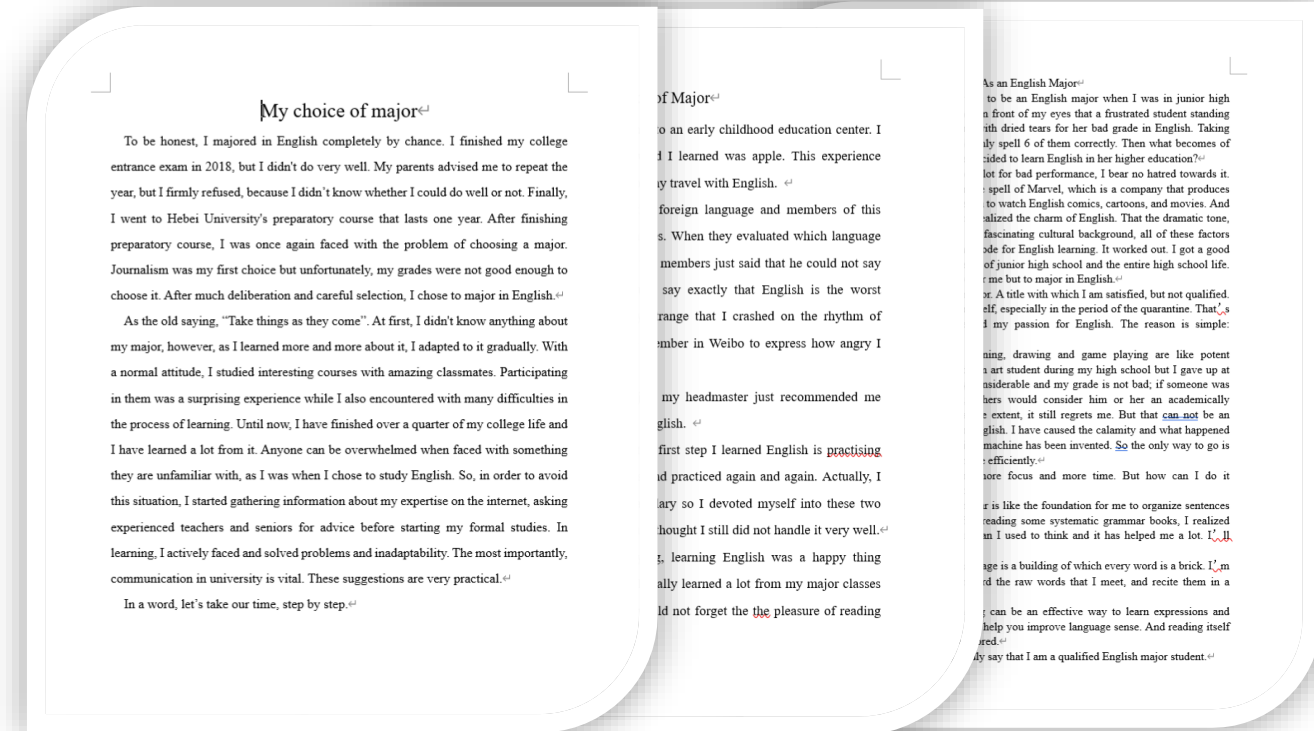 My choice of major
To be honest, I majored in English completely by chance. I finished my college
entrance exam in 2018, but I didn't do very well. My parents advised me to repeat the
year, but I firmly refused, because I didn't know whether I could do well or not. Finally,
I went to Hebei University's preparatory course that lasts one year. After finishing
preparatory course, I was once again faced with the problem of choosing a major.
Journalism was my first choice but unfortunately, my grades were not good enough to
choose it. After much deliberation and careful selection, I chose to major in English.
As the old saying, “Take things as they come”. At first, I didn't know anything about
my major, however, as I learned more and more about it, I adapted to it gradually. With
a normal attitude, I studied interesting courses with amazing classmates. Participating
in them was a surprising experience while I also encountered with many difficulties in
the process of learning. Until now, I have finished over a quarter of my college life and
I have learned a lot from it. Anyone can be overwhelmed when faced with something
they are unfamiliar with, as I was when I chose to study English. So, in order to avoid
this situation, I started gathering information about my expertise on the internet, asking
experienced teachers and seniors for advice before starting my formal studies. In
learning, I actively faced and solved problems and inadaptability. The most importantly,
communication in university is vital. These suggestions are very practical.
In a word, let's take our time, step by step.
of Major
to an early childhood education center. I
I learned was apple. This experience
travel with English.
foreign language and members of this
When they evaluated which language
members just said that he could not say
say exactly that English is the worst
that I crashed on the rhythm of
in Weibo to express how angry I
my headmaster just recommended me
first step I learned English is practising
practiced again and again. Actually, I
so I devoted myself into these two
I still did not handle it very well.
learning English was a happy thing
learned a lot from my major classes
not forget the the pleasure of reading
As an English Major
to be an English major when I was in junior high
front of my eyes that a frustrated student standing
with dried tears for her bad grade in English. Taking
spell 6 of them correctly. Then what becomes of
to learn English in her higher education?
lot for bad performance, I bear no hatred towards it.
spell of Marvel, which is a company that produces
to watch English comics, cartoons, and movies. And
the charm of English. That the dramatic tone,
fascinating cultural background, all of these factors
for English learning. It worked out. I got a good
of junior high school and the entire high school life.
me but to major in English.
A title with which I am satisfied, but not qualified.
especially in the period of the quarantine. That's
my passion for English. The reason is simple:
drawing and game playing are like potent
art student during my high school but I gave up at
and my grade is not bad; if someone was
would consider him or her an academically
extent, it still regrets me. But that can not be an
I have caused the calamity and what happened
machine has been invented. So the only way to go is
efficiently.
more focus and more time. But how can I do it
is like the foundation for me to organize sentences
reading some systematic grammar books, I realized
I used to think and it has helped me a lot. I'll
is a building of which every word is a brick. I'm
the raw words that I meet, and recite them in a
can be an effective way to learn expressions and
help you improve language sense. And reading itself
say that I am a qualified English major student.